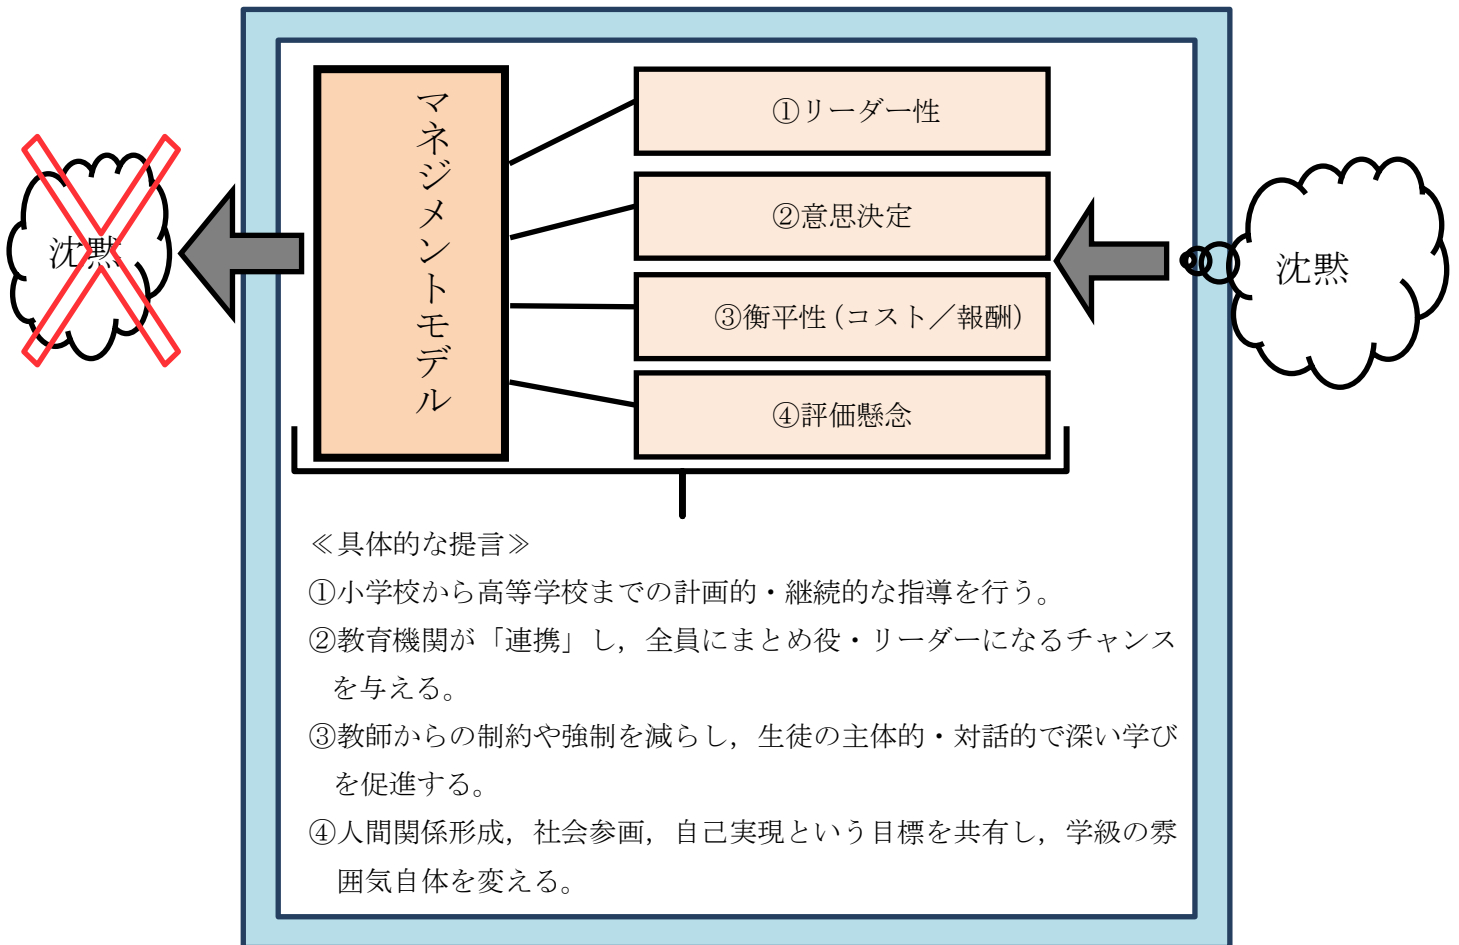 沈黙
マネジメントモデル
①リーダー性
②意思決定
③衡平性(コスト／報酬)
④評価懸念
沈黙
≪具体的な提言≫
①小学校から高等学校までの計画的・継続的な指導を行う。
②教育機関が「連携」し，全員にまとめ役・リーダーになるチャンス
を与える。
③教師からの制約や強制を減らし，生徒の主体的・対話的で深い学び
を促進する。
④人間関係形成，社会参画，自己実現という目標を共有し，学級の雰
囲気自体を変える。